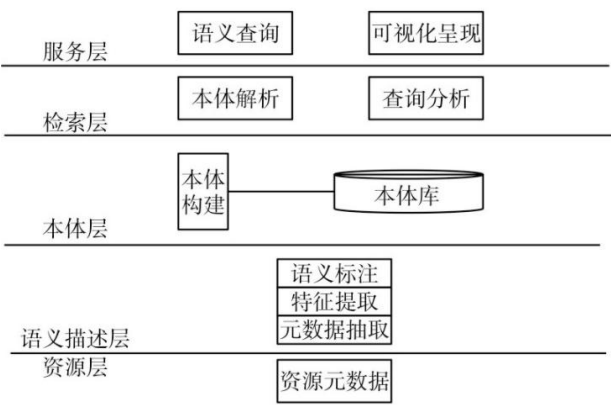 语义查询
可视化呈现
服务层
本体解析
查询分析
检索层
本体
构建
本体库
本体层
语义标注
特征提取
元数据抽取
语义描述层
资源层
资源元数据